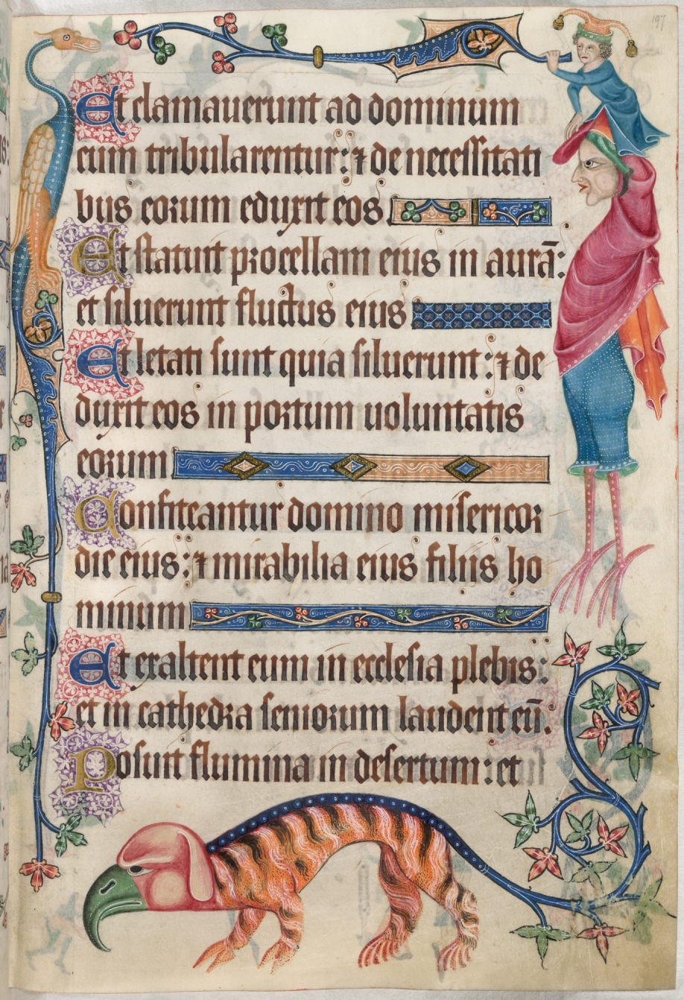 197
Et clamauerunt ad dominum
cum tribularentur: ⁊ de necessitati
bus eorum eduxit eos
Et statuit procellam eius in aurā:
et siluerunt fluctus eius
Et letati sunt quia siluerunt: ⁊ de
duxit eos in portum uoluntatis
eorum
Confiteantur domino misericor
die eius: ⁊ mirabilia eius filiis ho
minum
Et exaltent eum in ecclesia plebis:
et in cathedra seniorum laudent eū.
Posuit flumina in desertum: et